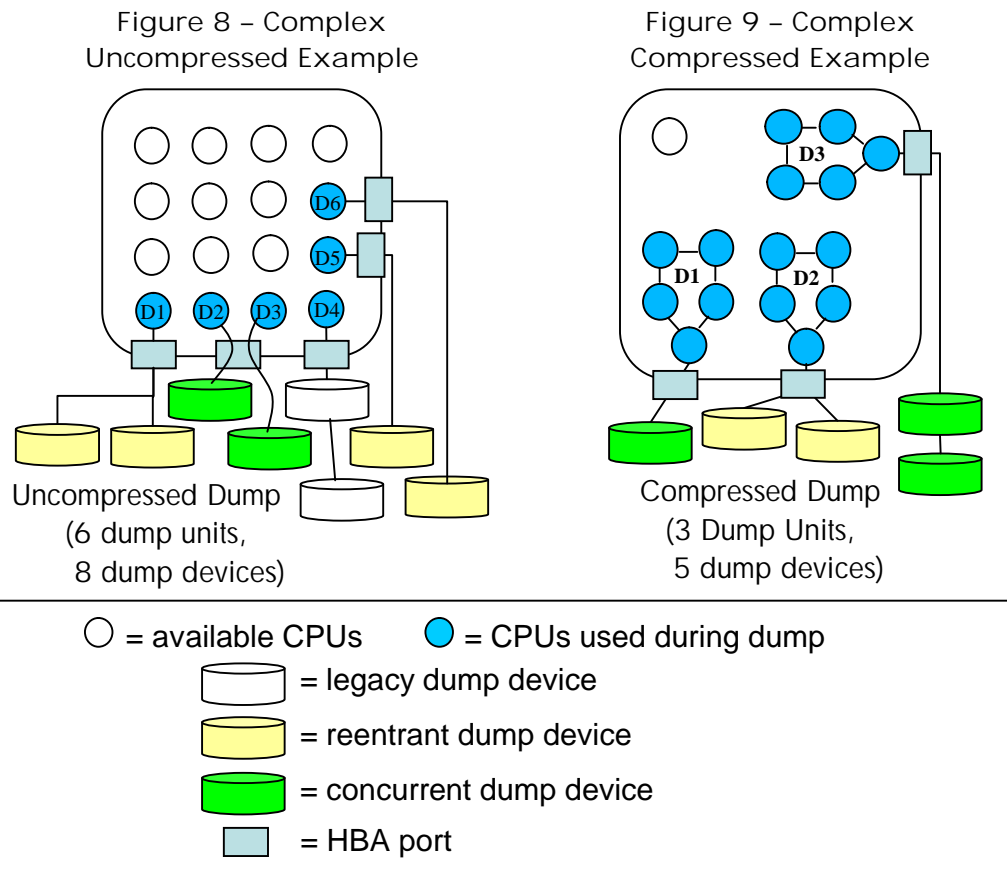 Figure 8 – Complex
Uncompressed Example
D6
D5
D1
D2
D3
D4
Uncompressed Dump
(6 dump units,
8 dump devices)
Figure 9 – Complex
Compressed Example
D3
D1
D2
Compressed Dump
(3 Dump Units,
5 dump devices)
= available CPUs
= CPUs used during dump
= legacy dump device
= reentrant dump device
= concurrent dump device
= HBA port